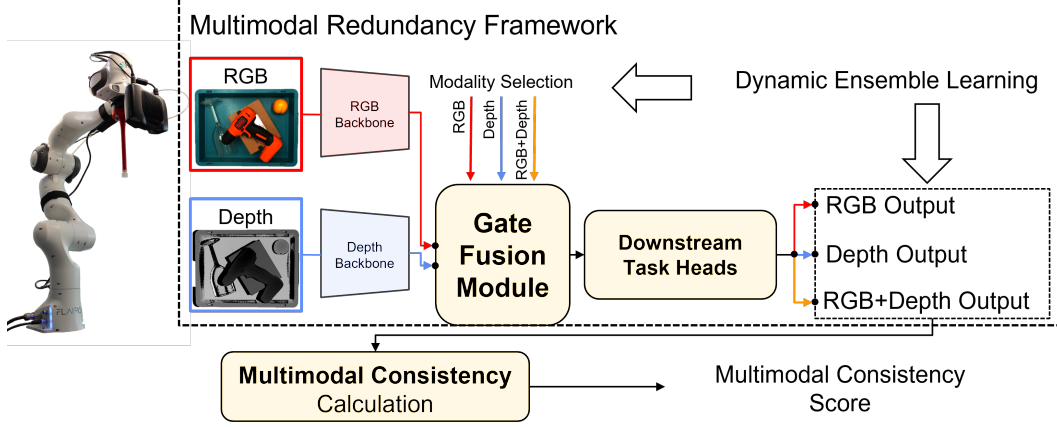 Multimodal Redundancy Framework
RGB
RGB
Backbone
Modality Selection
RGB
Depth
RGB+Depth
Dynamic Ensemble Learning
Depth
Depth
Backbone
Gate
Fusion
Module
Downstream
Task Heads
RGB Output
Depth Output
RGB+Depth Output
Multimodal Consistency
Calculation
Multimodal Consistency
Score